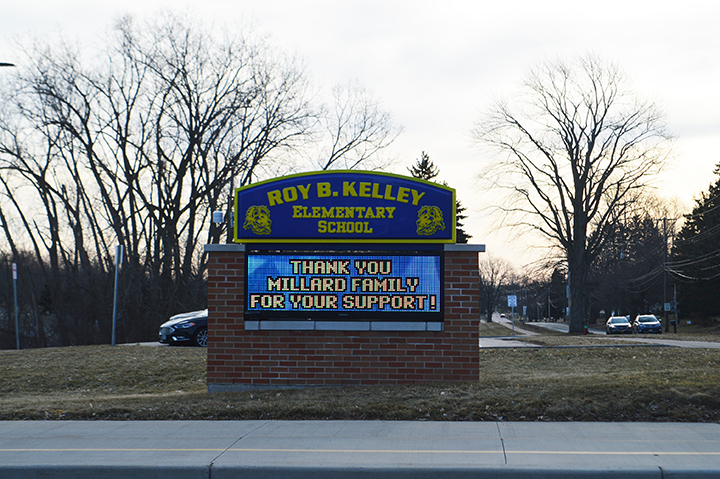 ROY B. KELLEY
ELEMENTARY
SCHOOL
THANK YOU
MILLARD FAMILY
FOR YOUR SUPPORT!